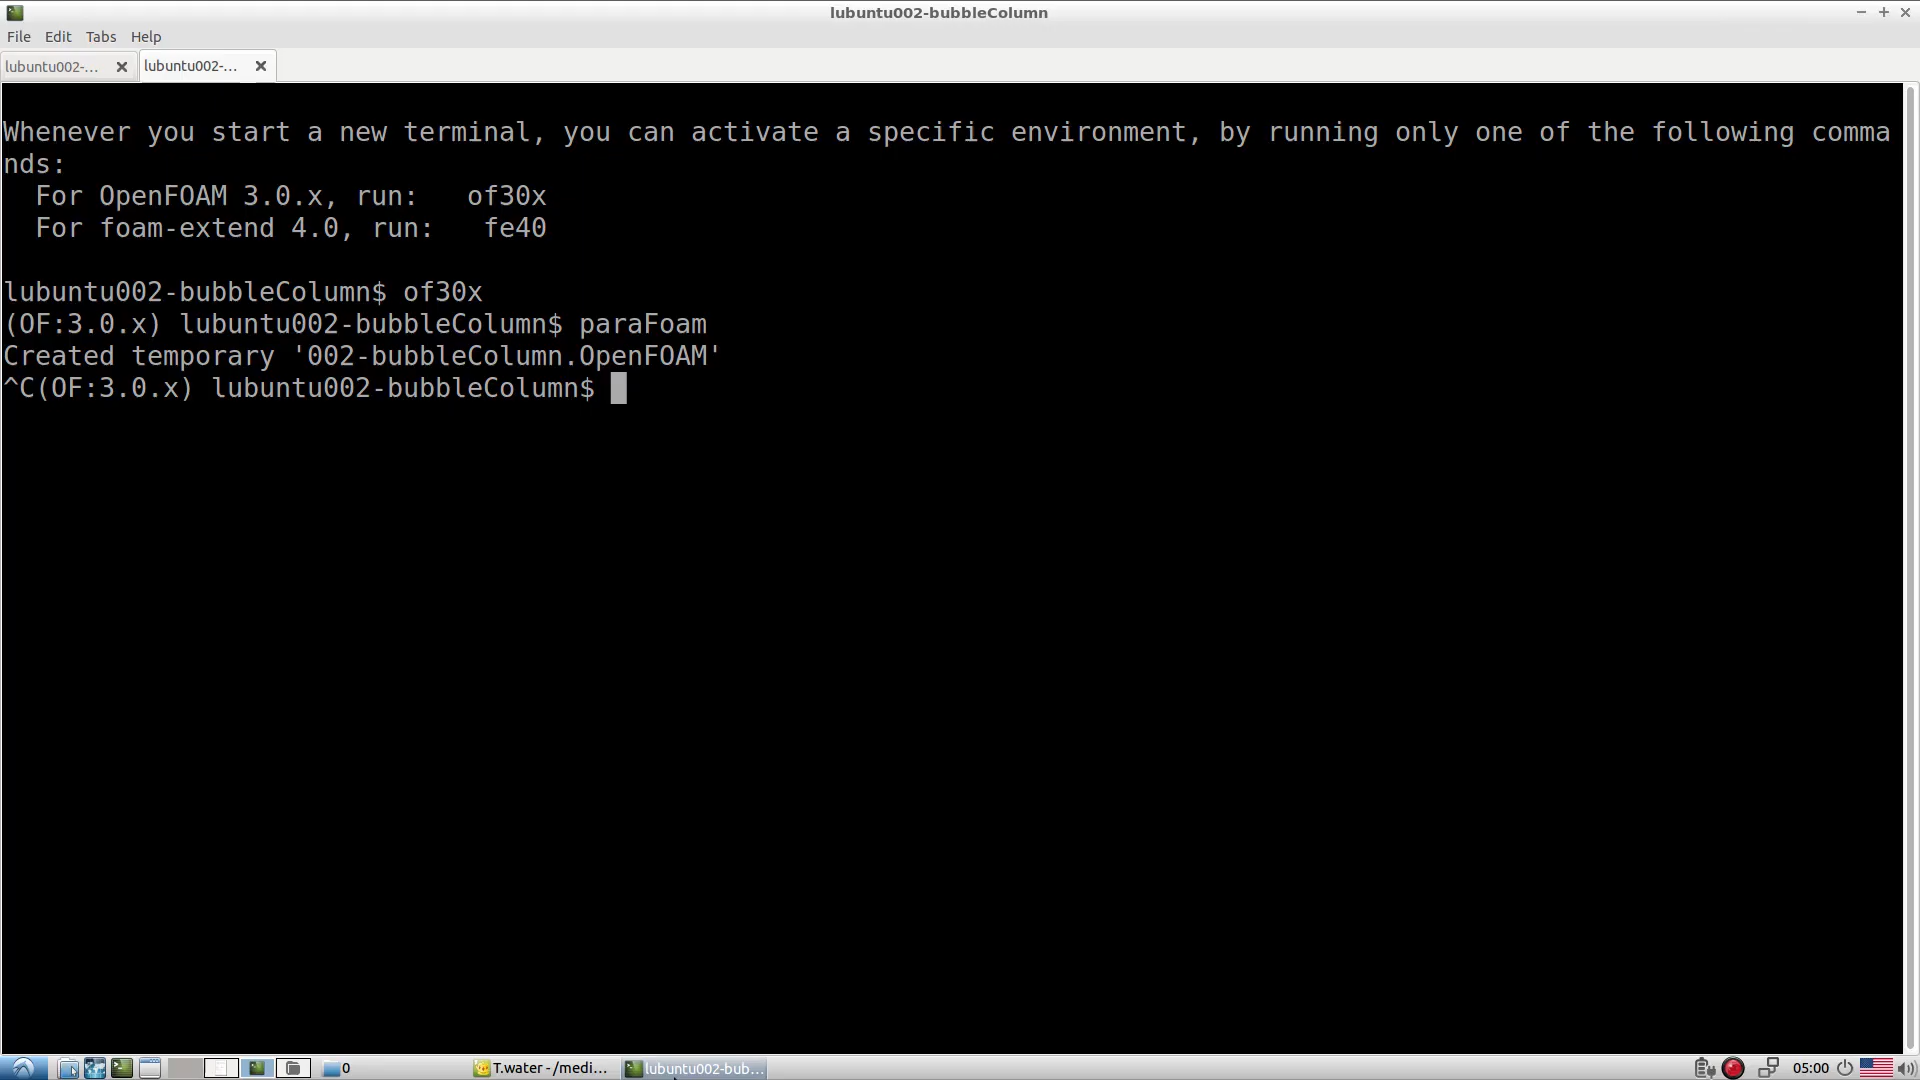 lubuntu002-bubbleColumn
File Edit Tabs Help
lubuntu002-... lubuntu002-...
Whenever you start a new terminal, you can activate a specific environment, by running only one of the following comma
nds:
For OpenFOAM 3.0.x, run: of30x
For foam-extend 4.0, run: fe40
lubuntu002-bubbleColumn$ of30x
(OF:3.0.x) lubuntu002-bubbleColumn$ paraFoam
Created temporary '002-bubbleColumn.OpenFOAM'
^C(OF:3.0.x) lubuntu002-bubbleColumn$
0 T.water - /medi... lubuntu002-bub... 05:00